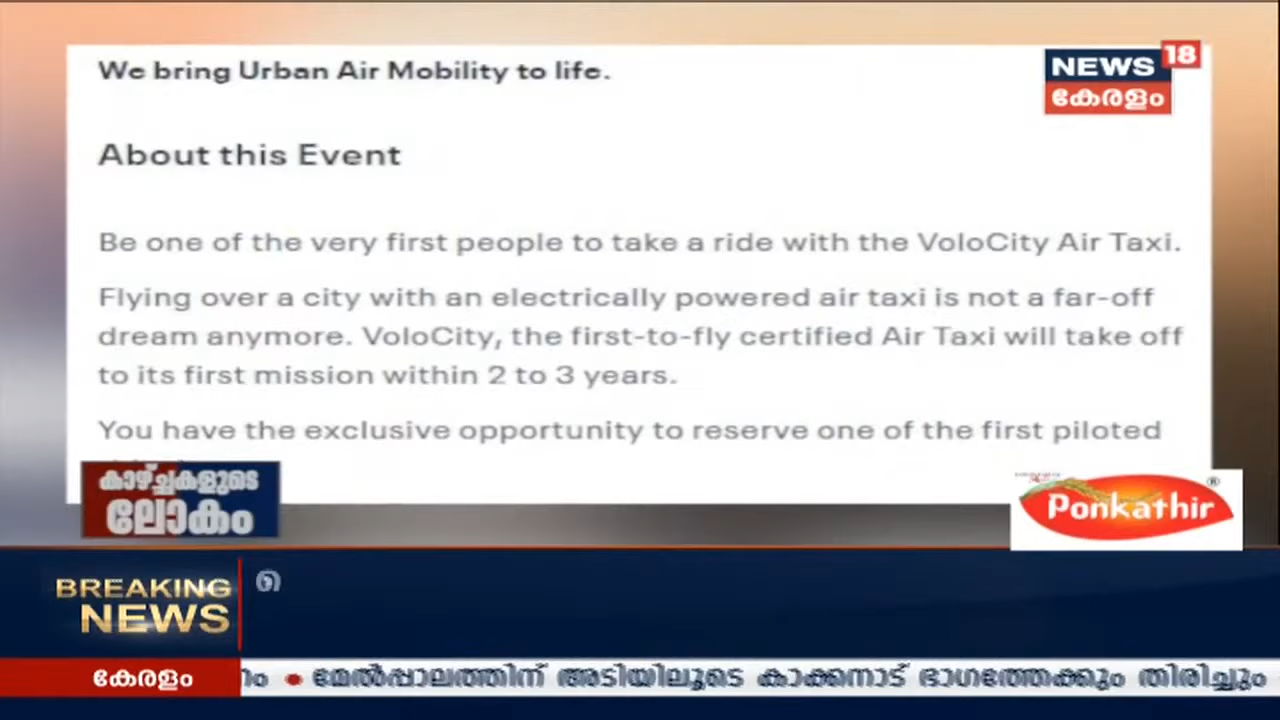 We bring Urban Air Mobility to life.
NEWS 18
കേരളം
About this Event
Be one of the very first people to take a ride with the VoloCity Air Taxi.
Flying over a city with an electrically powered air taxi is not a far-off
dream anymore. VoloCity, the first-to-fly certified Air Taxi will take off
to its first mission within 2 to 3 years.
You have the exclusive opportunity to reserve one of the first piloted
കാഴ്ച്ചകളുടെ
ലോകം
Ponkathir ®
BREAKING
NEWS
കേരളം
• മേൽപ്പാലത്തിന് അടിയിലൂടെ കാക്കനാട് ഭാഗത്തേക്കും തിരിച്ചും